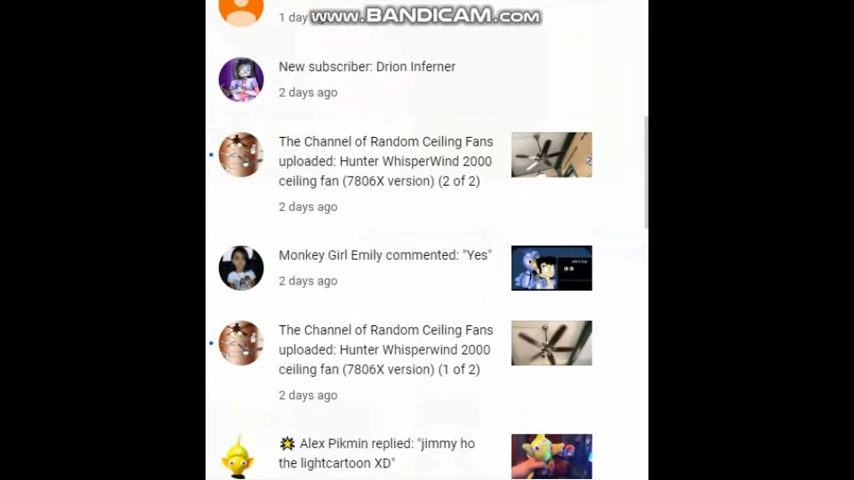 www.BANDICAM.com
1 day
New subscriber: Drion Inferner
2 days ago
The Channel of Random Ceiling Fans
uploaded: Hunter WhisperWind 2000
ceiling fan (7806X version) (2 of 2)
2 days ago
Monkey Girl Emily commented: "Yes"
2 days ago
The Channel of Random Ceiling Fans
uploaded: Hunter Whisperwind 2000
ceiling fan (7806X version) (1 of 2)
2 days ago
Alex Pikmin replied: "jimmy ho
the lightcartoon XD"